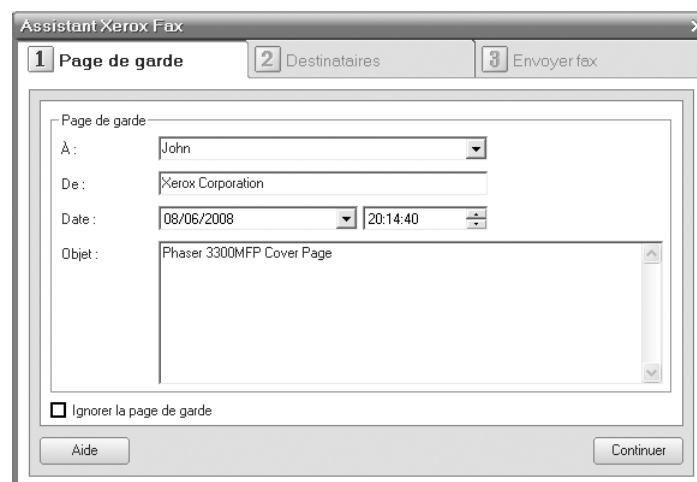 Assistant Xerox Fax
1 Page de garde 2 Destinataires 3 Envoyer fax
Page de garde
À : John
De : Xerox Corporation
Date : 08/06/2008 20:14:40
Objet : Phaser 3300MFP Cover Page
Ignorer la page de garde
Aide Continuer